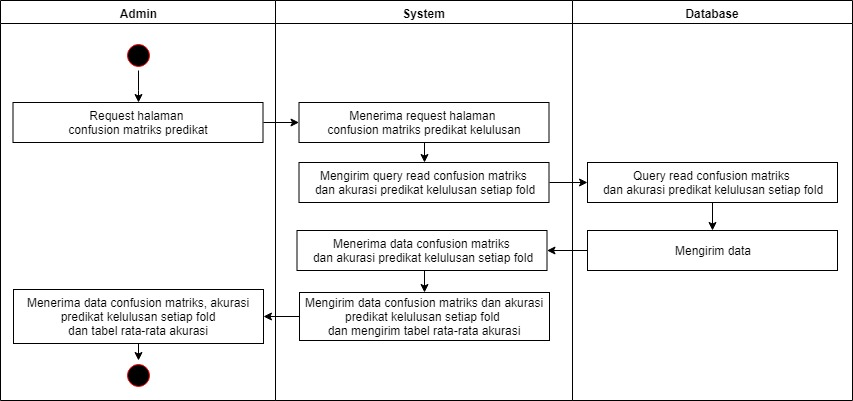 Admin
System
Database
Request halaman
confusion matriks predikat
Menerima request halaman
confusion matriks predikat kelulusan
Mengirim query read confusion matriks
dan akurasi predikat kelulusan setiap fold
Query read confusion matriks
dan akurasi predikat kelulusan setiap fold
Mengirim data
Menerima data confusion matriks
dan akurasi predikat kelulusan setiap fold
Mengirim data confusion matriks dan akurasi
predikat kelulusan setiap fold
dan mengirim tabel rata-rata akurasi
Menerima data confusion matriks, akurasi
predikat kelulusan setiap fold
dan tabel rata-rata akurasi